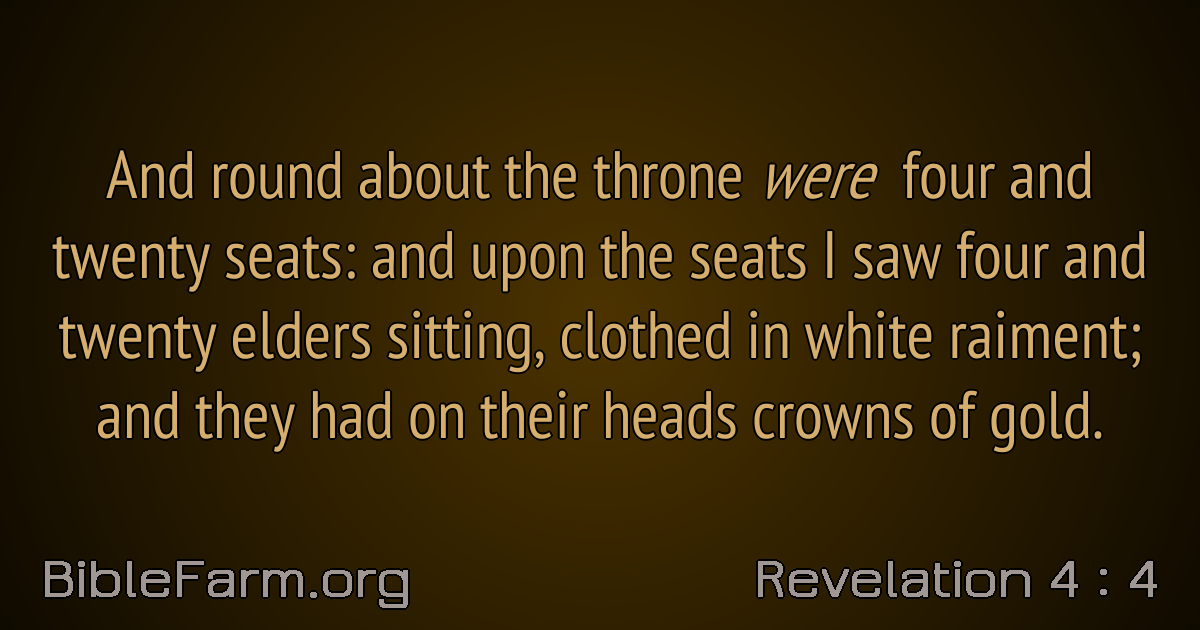 And round about the throne were four and
twenty seats: and upon the seats I saw four and
twenty elders sitting, clothed in white raiment;
and they had on their heads crowns of gold.
BibleFarm.org
Revelation 4 : 4